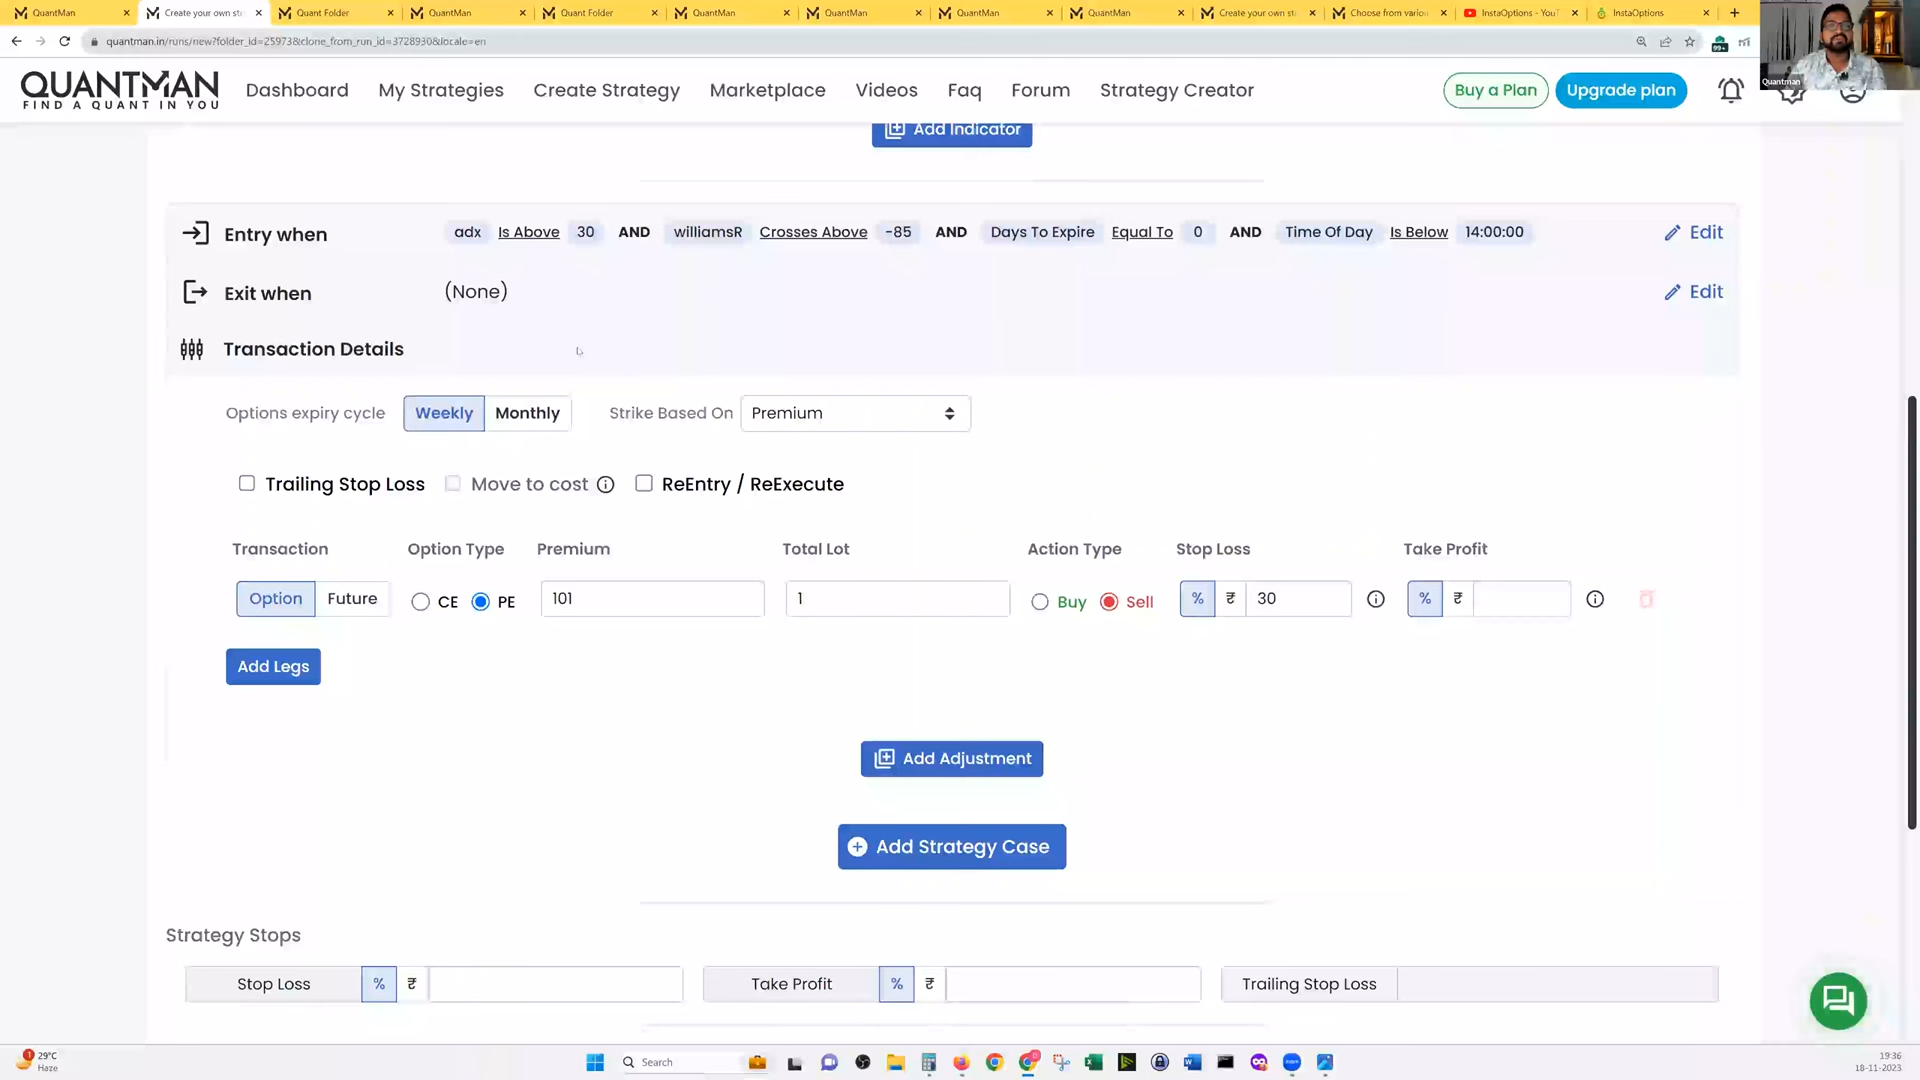 QuantMan
Create your own st
Quant Folder
QuantMan
Quant Folder
QuantMan
QuantMan
QuantMan
QuantMan
Create your own st
Choose from variou
InstaOptions - YouT
InstaOptions
quantman.in/runs/new?folder_id=25973&clone_from_run_id=3728930&locale=en
99+
Quantman
QUANTMAN
FIND A QUANT IN YOU
Dashboard
My Strategies
Create Strategy
Marketplace
Videos
Faq
Forum
Strategy Creator
Buy a Plan
Upgrade plan
Add Indicator
Entry when
adx Is Above 30 AND williamsR Crosses Above -85 AND Days To Expire Equal To 0 AND Time Of Day Is Below 14:00:00
Edit
Exit when
(None)
Edit
Transaction Details
Options expiry cycle
Weekly
Monthly
Strike Based On
Premium
Trailing Stop Loss
Move to cost
ReEntry / ReExecute
Transaction
Option Type
Premium
Total Lot
Action Type
Stop Loss
Take Profit
Option
Future
CE
PE
101
1
Buy
Sell
%
₹
30
%
₹
Add Legs
Add Adjustment
Add Strategy Case
Strategy Stops
Stop Loss
%
₹
Take Profit
%
₹
Trailing Stop Loss
1
29°C
Haze
Search
19:36
18-11-2023